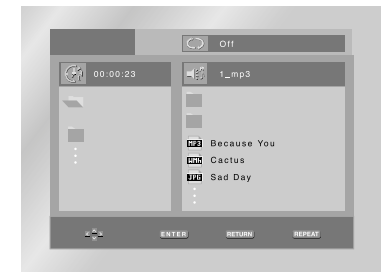 Off
00:00:23
1_mp3
MP3 Because You
WMA Cactus
JPG Sad Day
ENTER RETURN REPEAT